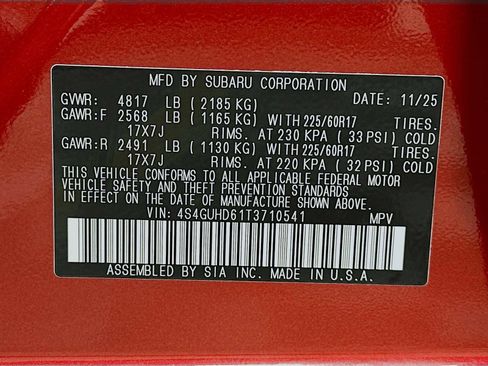 MFD BY SUBARU CORPORATION
GVWR: 4817 LB ( 2185 KG) DATE: 11/25
GAWR:F 2568 LB ( 1165 KG) WITH 225/60R17 TIRES.
17X7J RIMS. AT 230 KPA ( 33 PSI) COLD
GAWR:R 2491 LB ( 1130 KG) WITH 225/60R17 TIRES.
17X7J RIMS. AT 220 KPA ( 32 PSI) COLD
THIS VEHICLE CONFORMS TO ALL APPLICABLE FEDERAL MOTOR
VEHICLE SAFETY AND THEFT PREVENTION STANDARDS
IN EFFECT ON THE DATE OF MANUFACTURE SHOWN ABOVE.
VIN: 4S4GUHD61T3710541 MPV
ASSEMBLED BY SIA INC. MADE IN U.S.A.